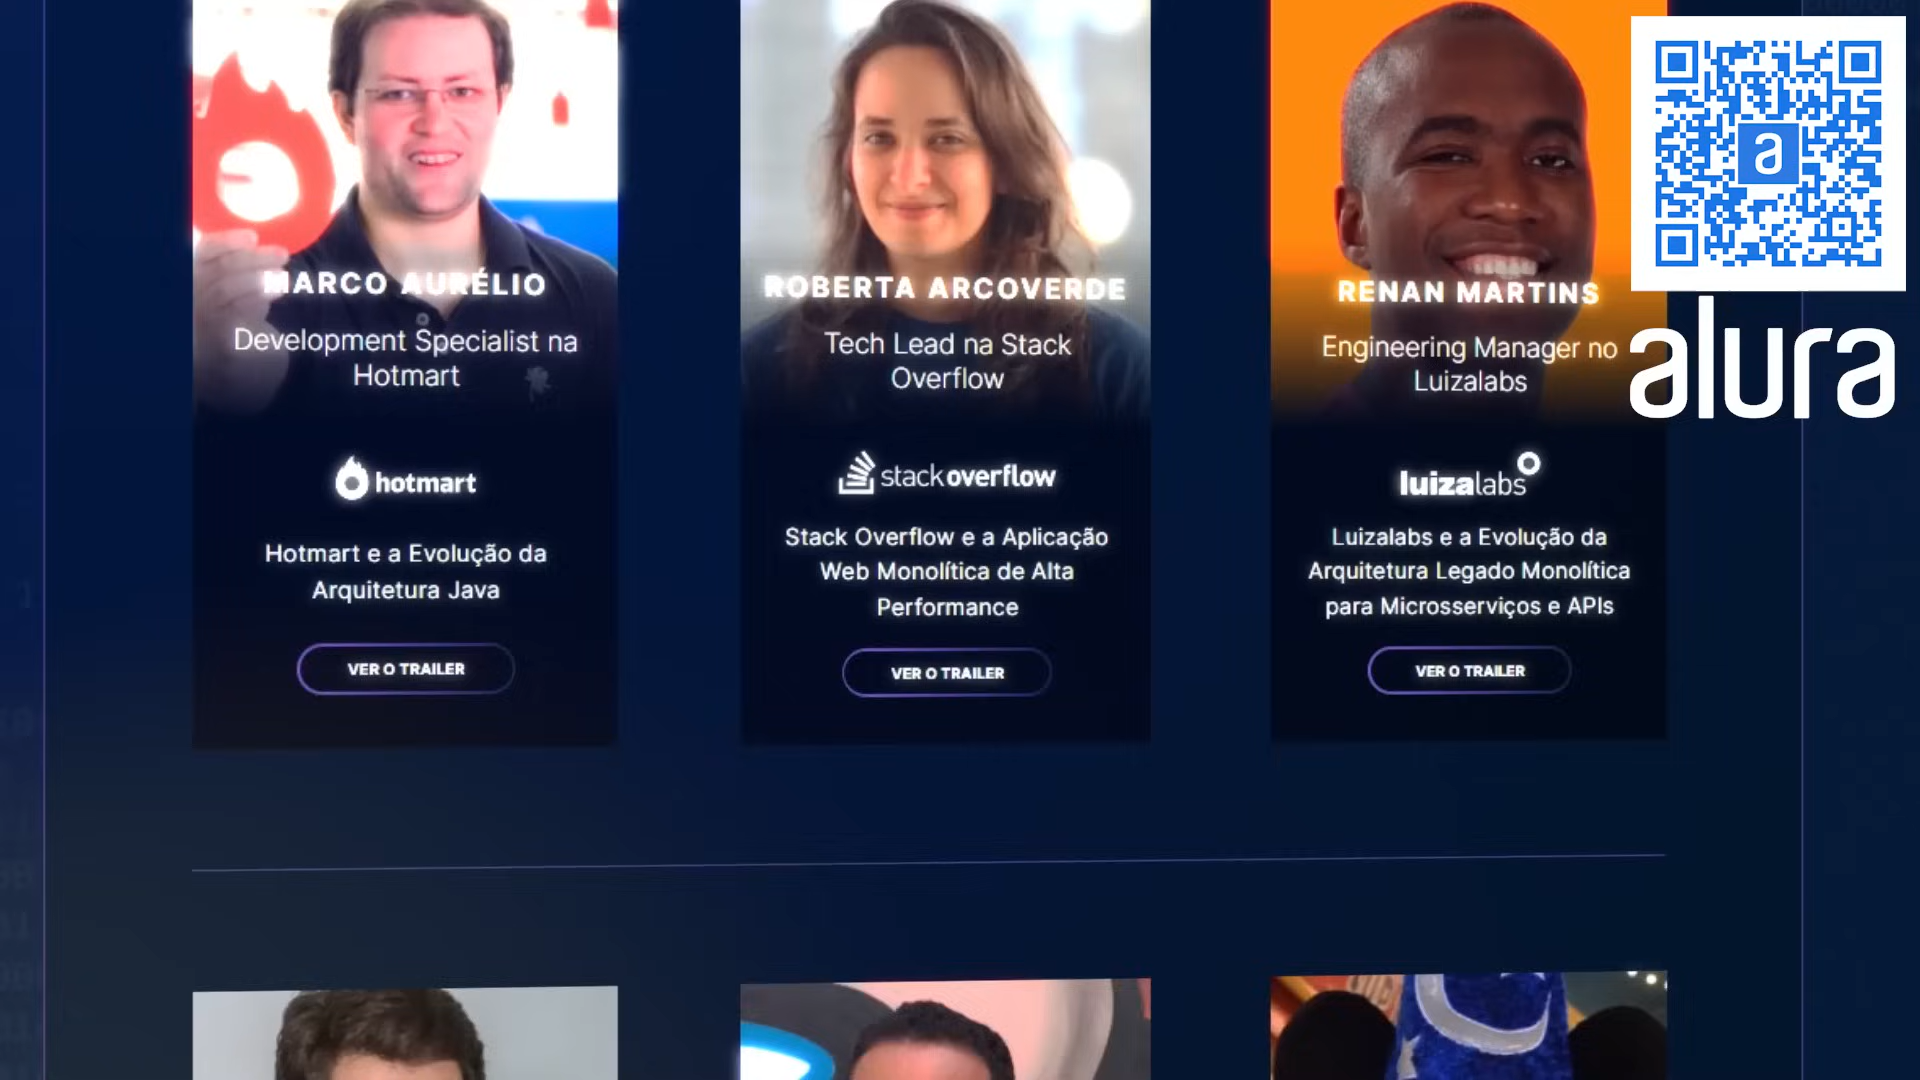 MARCO AURÉLIO
Development Specialist na
Hotmart
hotmart
Hotmart e a Evolução da
Arquitetura Java
VER O TRAILER
ROBERTA ARCOVERDE
Tech Lead na Stack
Overflow
stackoverflow
Stack Overflow e a Aplicação
Web Monolítica de Alta
Performance
VER O TRAILER
RENAN MARTINS
Engineering Manager no
Luizalabs
luizalabs
Luizalabs e a Evolução da
Arquitetura Legado Monolítica
para Microsserviços e APIs
VER O TRAILER
a
alura